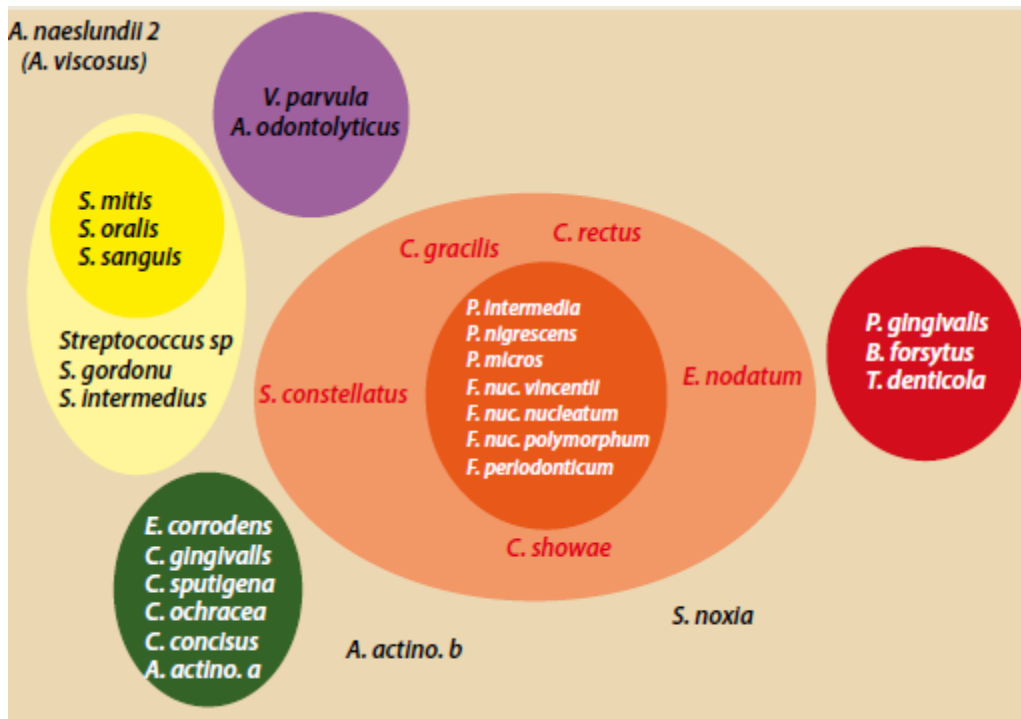 A. naeslundii 2
(A. viscosus)
V. parvula
A. odontolyticus
S. mitis
S. oralis
S. sanguis
Streptococcus sp
S. gordonu
S. intermedius
C. gracilis
C. rectus
S. constellatus
E. nodatum
C. showae
P. intermedia
P. nigrescens
P. micros
F. nuc. vincentii
F. nuc. nucleatum
F. nuc. polymorphum
F. periodonticum
P. gingivalis
B. forsytus
T. denticola
E. corrodens
C. gingivalls
C. sputigena
C. ochracea
C. concisus
A. actino. a
A. actino. b
S. noxia